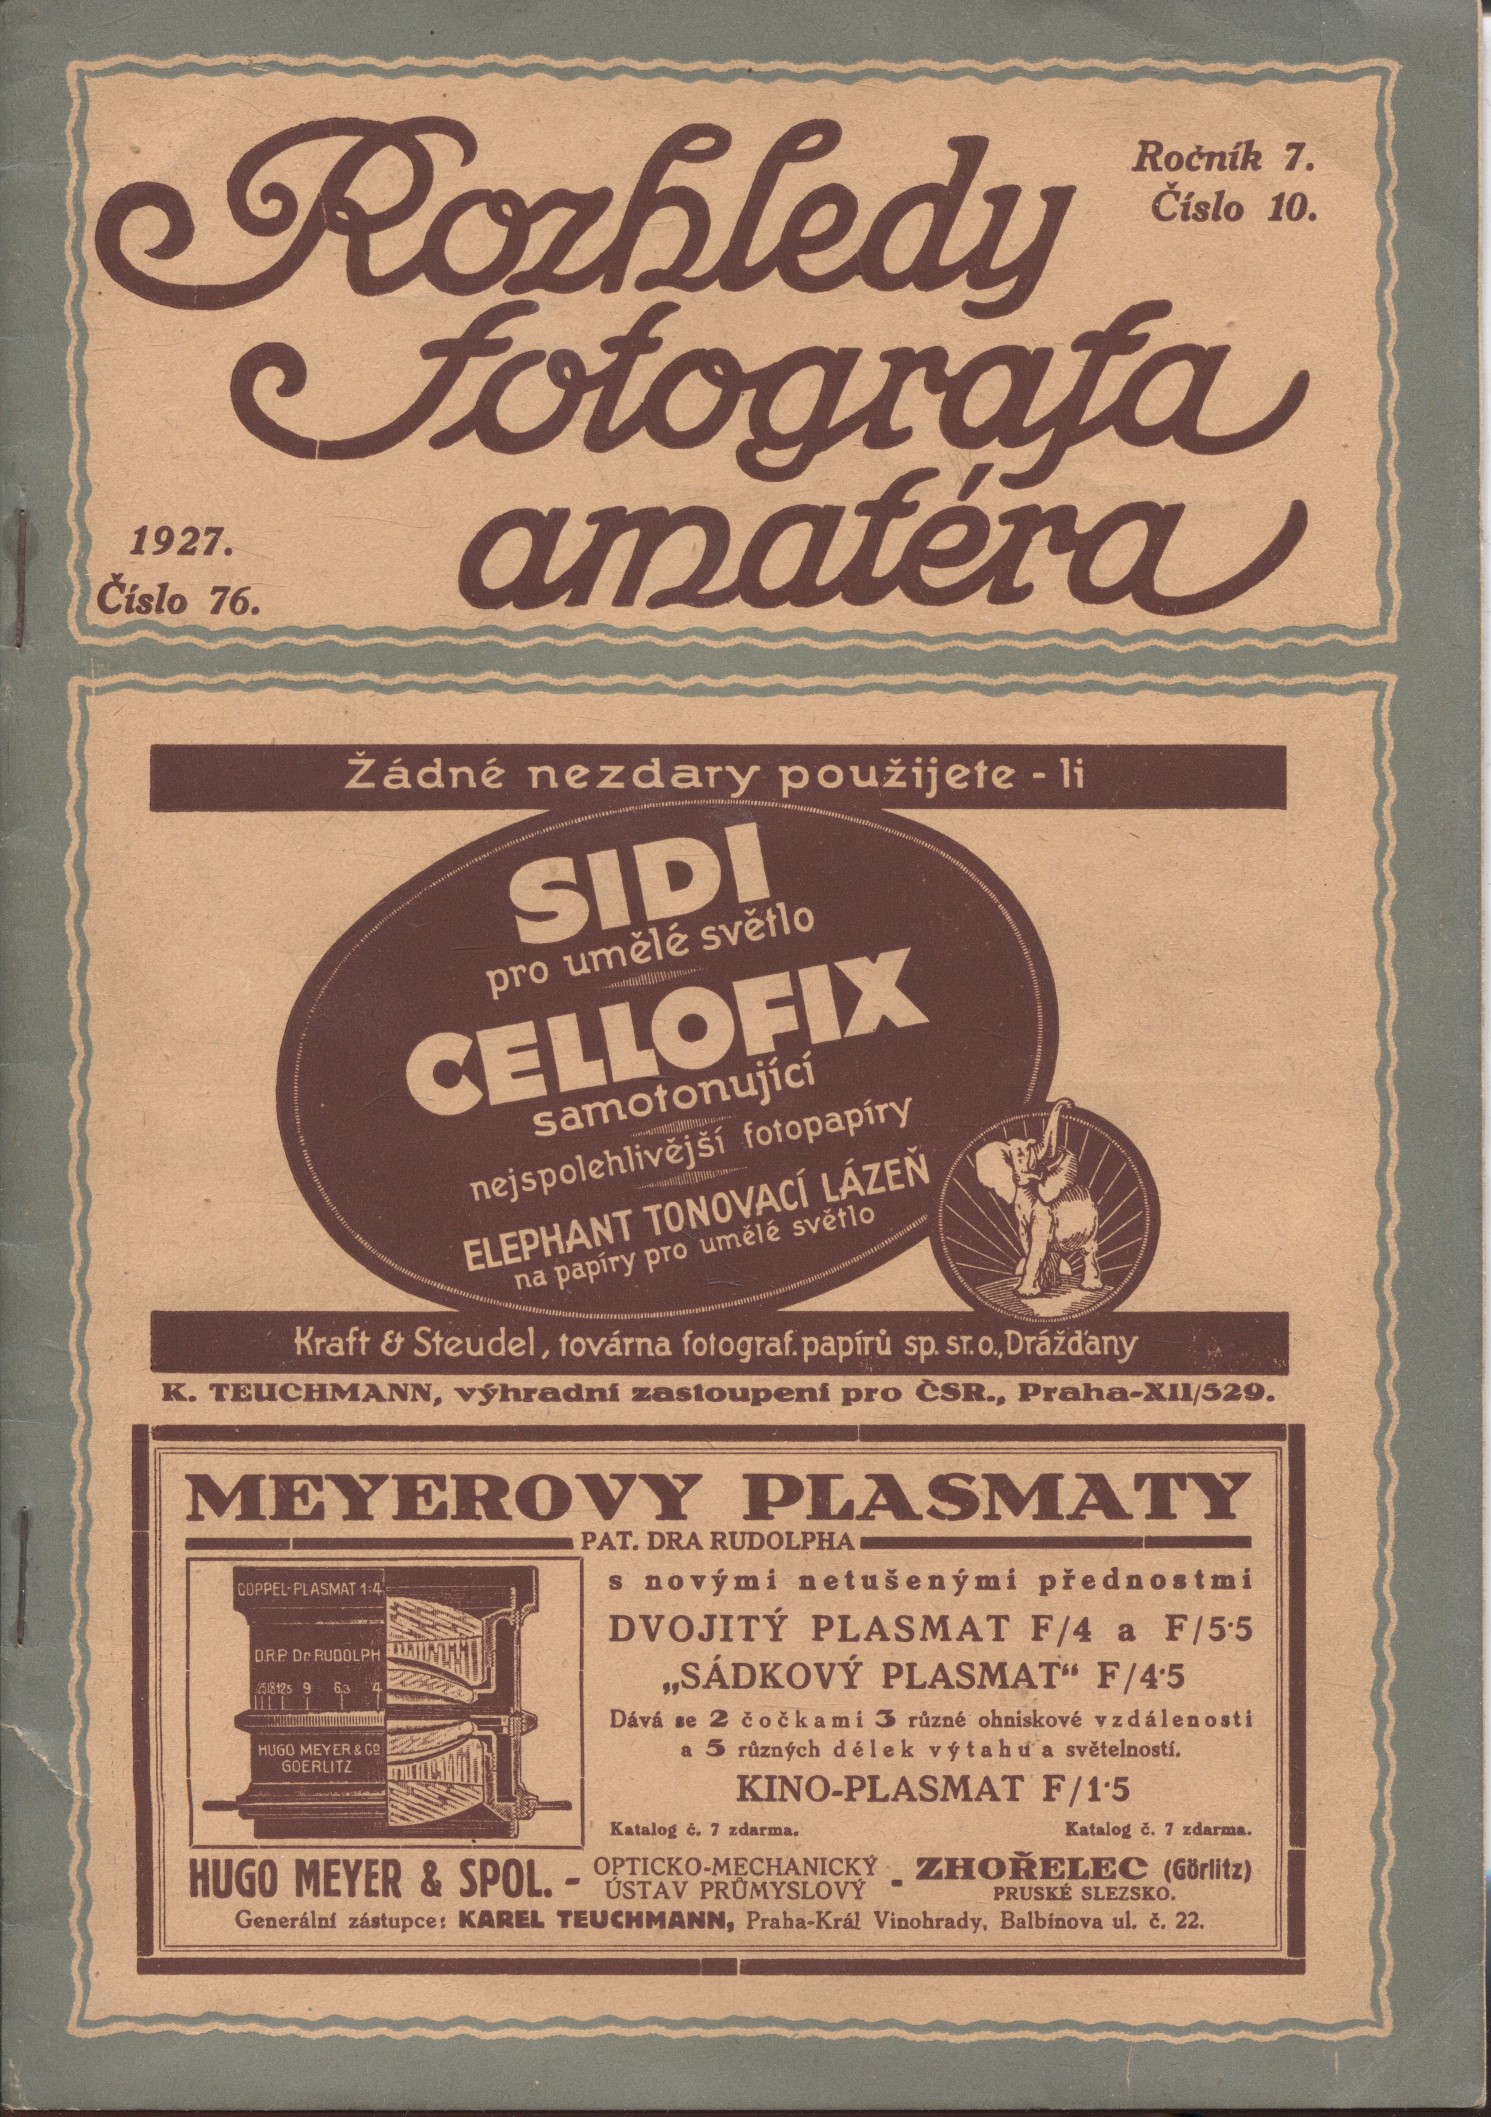 Rozhledy
fotografa
amatéra
Ročník 7.
Číslo 10.
1927.
Číslo 76.
Žádné nezdary použijete - li
SIDI
pro umělé světlo
CELLOFIX
samotonující
nejspolehlivější fotopapíry
ELEPHANT TONOVACÍ LÁZEŇ
na papíry pro umělé světlo
Kraft & Steudel, továrna fotograf. papírů sp. sr. o., Drážďany
K. TEUCHMANN, výhradní zastoupení pro ČSR., Praha-XII/529.
MEYEROVY PLASMATY
PAT. DRA RUDOLPHA
s novými netušenými přednostmi
DVOJITÝ PLASMAT F/4 a F/5·5
„SÁDKOVÝ PLASMAT“ F/4·5
Dává se 2 čočkami 3 různé ohniskové vzdálenosti
a 5 různých délek výtahu a světelností.
KINO-PLASMAT F/1·5
Katalog č. 7 zdarma. Katalog č. 7 zdarma.
DOPPEL-PLASMAT 1:4
D.R.P. Dr RUDOLPH
25 18 12,5 9 6,3 4
HUGO MEYER & CO
GOERLITZ
HUGO MEYER & SPOL. - OPTICKO-MECHANICKÝ
ÚSTAV PRŮMYSLOVÝ - ZHOŘELEC (Görlitz)
PRUSKÉ SLEZSKO.
Generální zástupce: KAREL TEUCHMANN, Praha-Král Vinohrady, Balbínova ul. č. 22.